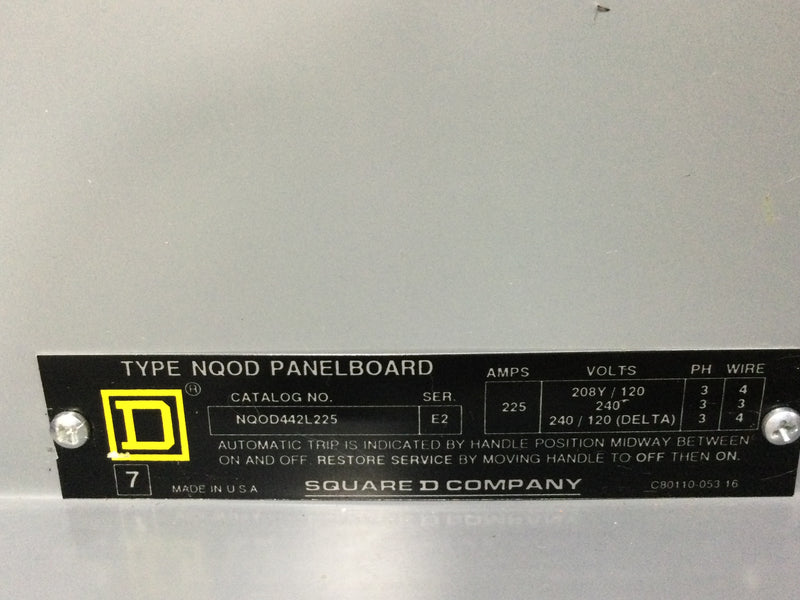 TYPE NQOD PANELBOARD
D ®
CATALOG NO. SER.
NQOD442L225 E2
AMPS VOLTS PH WIRE
225
208Y / 120 3 4
240 3 3
240 / 120 (DELTA) 3 4
AUTOMATIC TRIP IS INDICATED BY HANDLE POSITION MIDWAY BETWEEN
ON AND OFF. RESTORE SERVICE BY MOVING HANDLE TO OFF THEN ON.
7 MADE IN U S A SQUARE D COMPANY C80110-053 16